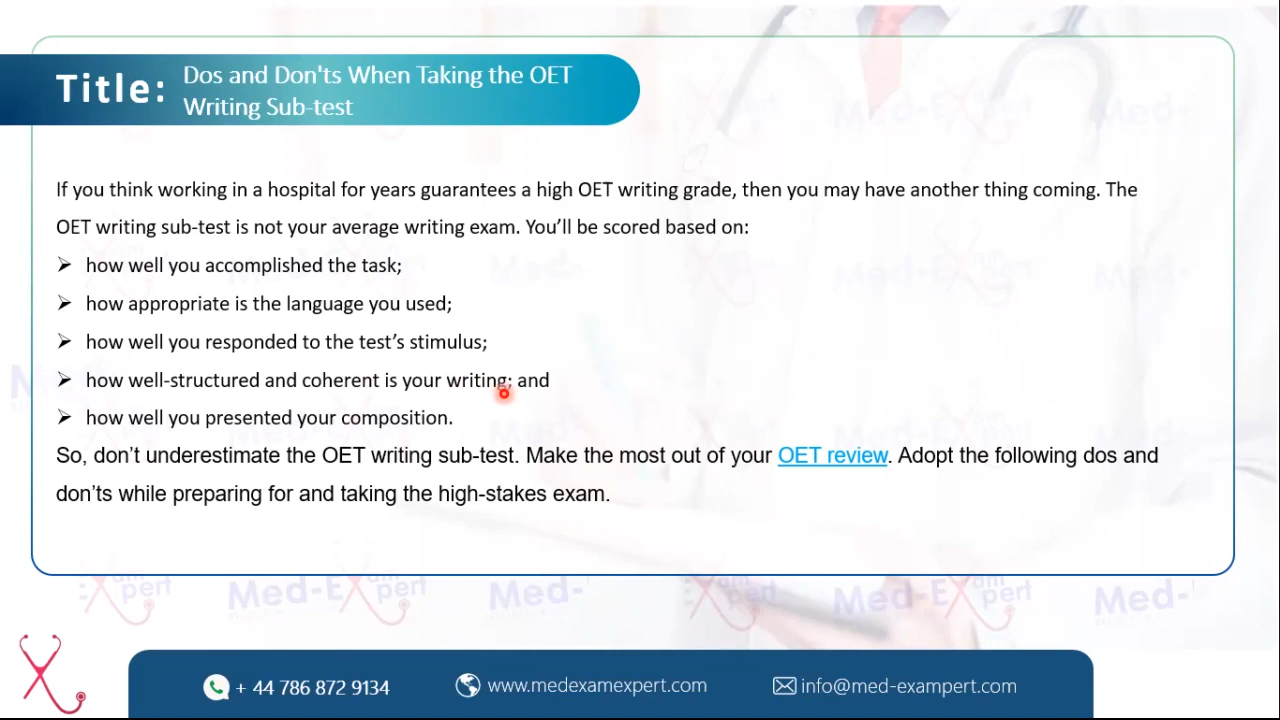 Title: Dos and Don'ts When Taking the OET
Writing Sub-test
If you think working in a hospital for years guarantees a high OET writing grade, then you may have another thing coming. The
OET writing sub-test is not your average writing exam. You’ll be scored based on:
➢ how well you accomplished the task;
➢ how appropriate is the language you used;
➢ how well you responded to the test’s stimulus;
➢ how well-structured and coherent is your writing; and
➢ how well you presented your composition.
So, don’t underestimate the OET writing sub-test. Make the most out of your OET review. Adopt the following dos and
don’ts while preparing for and taking the high-stakes exam.
+ 44 786 872 9134
www.medexamexpert.com
info@med-exampert.com